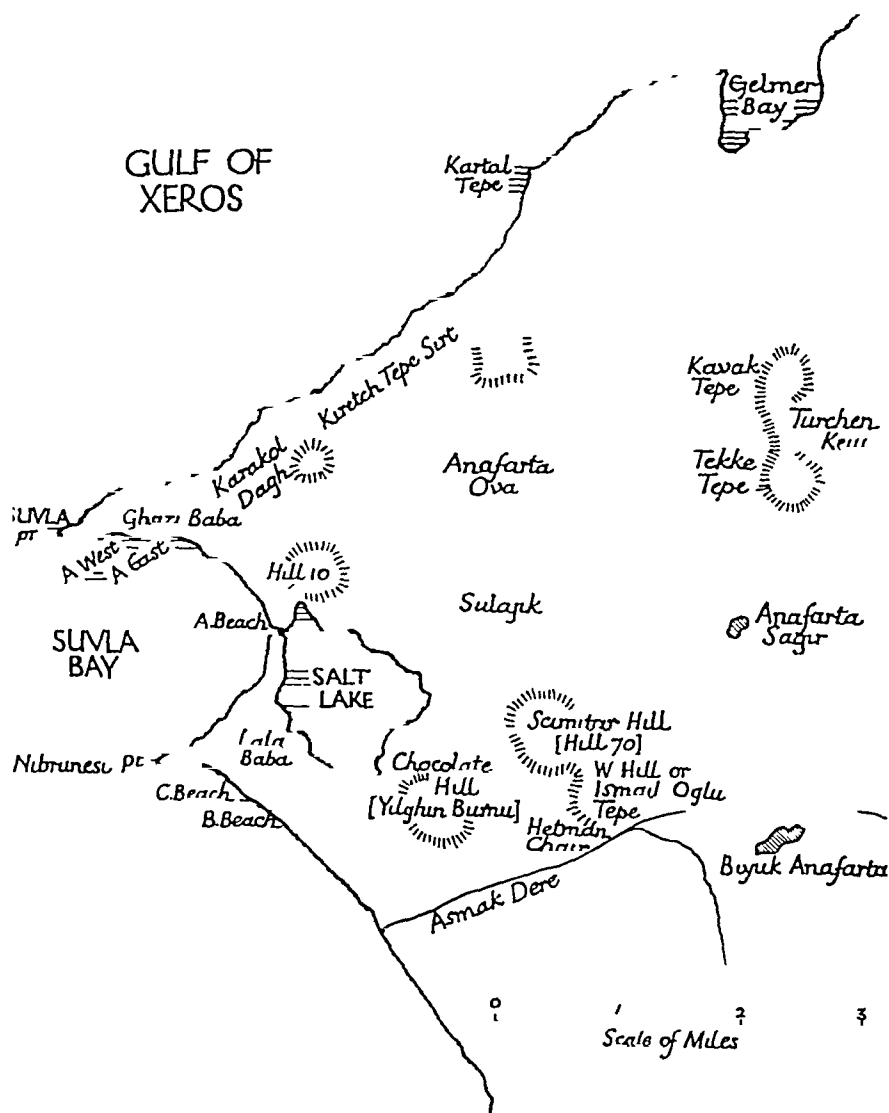 Gelmer
Bay
GULF OF
XEROS
Kartal
Tepe
Kiretch Tepe Sirt
Kavak
Tepe
Turchen
Karakol
Dagh
Anafarta
Ova
Tekke
Tepe
SUVLA
pt
Baba
A West
A East
Hill 10
A.Beach
Sulajik
Anafarta
Sagir
SUVLA
BAY
SALT
LAKE
Scimitar Hill
[Hill 70]
Lala
Baba
Nibrunesi pt
Chocolate
Hill
[Yilghin Burnu]
W Hill or
Ismail Oglu
Tepe
C.Beach
B.Beach
Hetman
Chair
Biyuk Anafarta
Asmak Dere
0 1 2 3
Scale of Miles